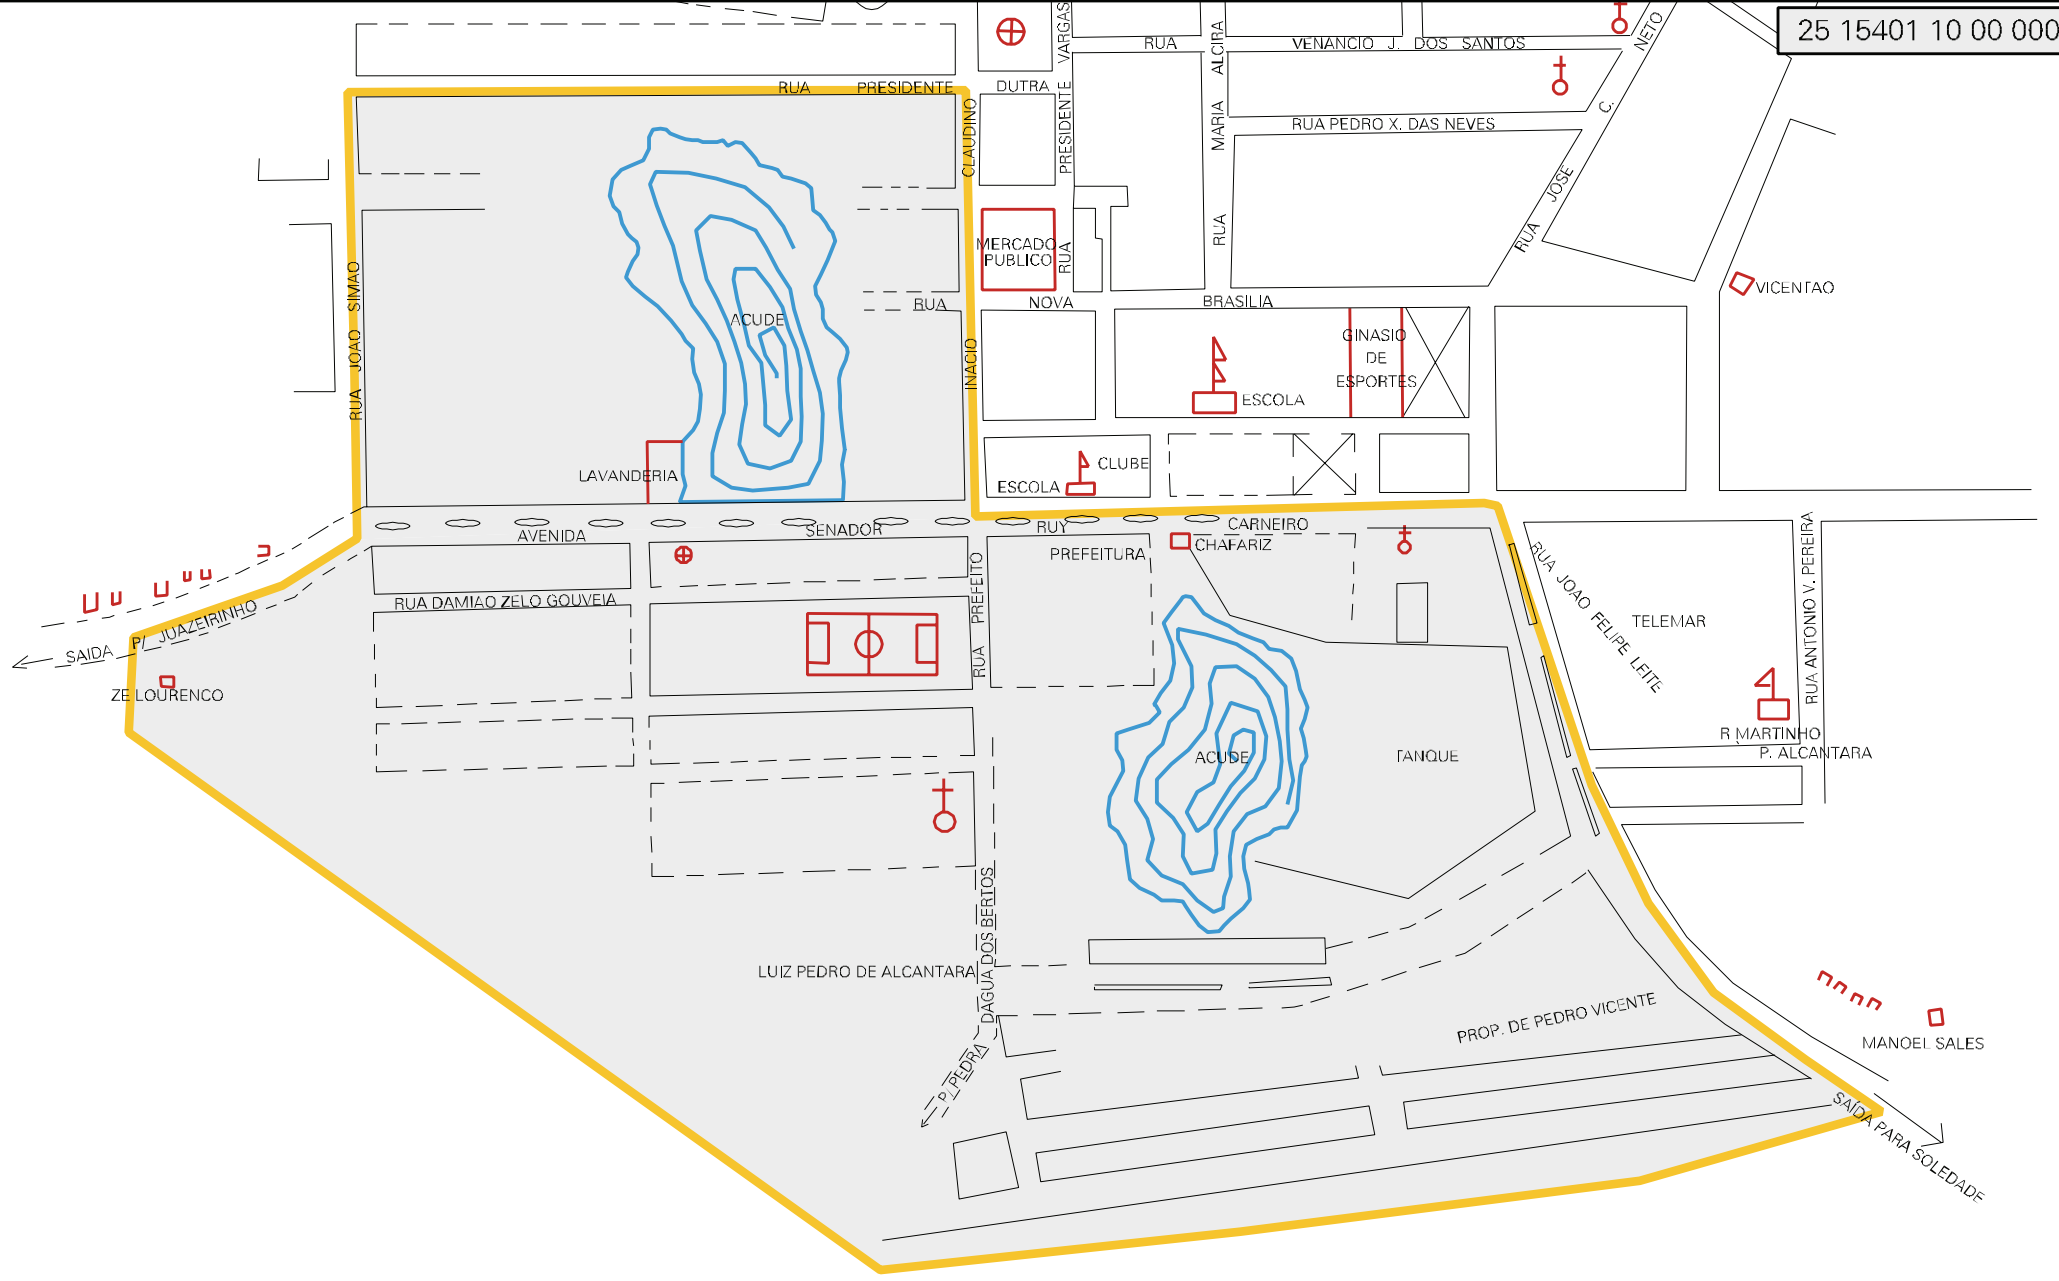 25 15401 10 00 000
RUA VENANCIO J. DOS SANTOS
RUA PRESIDENTE DUTRA
RUA PRESIDENTE VARGAS
RUA MARIA ALCIRA
RUA JOSE C. NETO
RUA PEDRO X. DAS NEVES
INACIO CLAUDINO
MERCADO
PUBLICO
RUA JOAO SIMAO
ACUDE
RUA NOVA BRASILIA
VICENTAO
GINASIO
DE
ESPORTES
ESCOLA
CLUBE
ESCOLA
LAVANDERIA
AVENIDA SENADOR RUY CARNEIRO
PREFEITURA
CHAFARIZ
RUA PREFEITO
RUA DAMIAO ZELO GOUVEIA
SAIDA P/ JUAZEIRINHO
ZE LOURENCO
RUA JOAO FELIPE LEITE
TELEMAR
RUA ANTONIO V. PEREIRA
R MARTINHO
P. ALCANTARA
ACUDE
TANQUE
LUIZ PEDRO DE ALCANTARA
P/ PEDRA DAGUA DOS BERTOS
PROP. DE PEDRO VICENTE
MANOEL SALES
SAÍDA PARA SOLEDADE